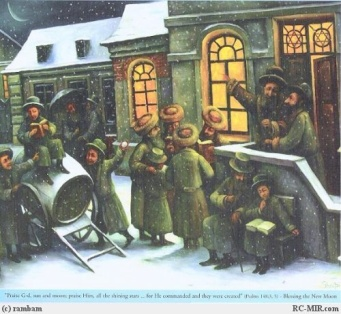 "Praise God, sun and moon; praise Him, all the shining stars ... for He commanded and they were created" (Psalms 148:3, 5) - Blessing the New Moon
(c) rambam
RC-MIR.com